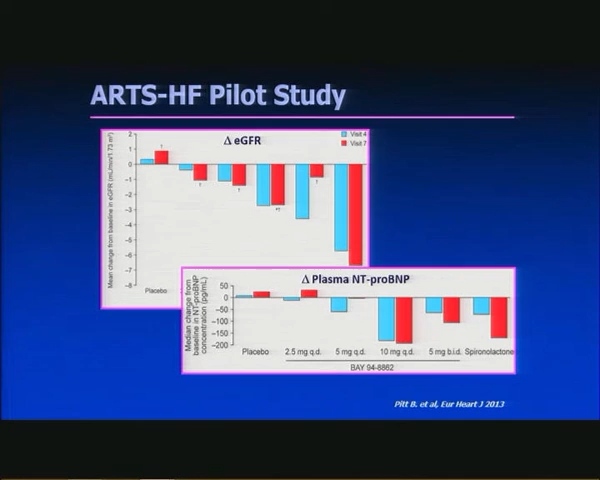 ARTS-HF Pilot Study
Δ eGFR
Visit 4
Visit 7
Mean change from baseline in eGFR (mL/min/1.73 m²)
2
1
0
–1
–2
–3
–4
–5
–6
–7
–8
†
†
†
*†
†
Placebo
Δ Plasma NT-proBNP
Median change from
baseline in NT-proBNP
concentration (pg/mL)
50
0
–50
–100
–150
–200
Placebo 2.5 mg q.d. 5 mg q.d. 10 mg q.d. 5 mg b.i.d. Spironolactone
BAY 94-8862
Pitt B. et al, Eur Heart J 2013